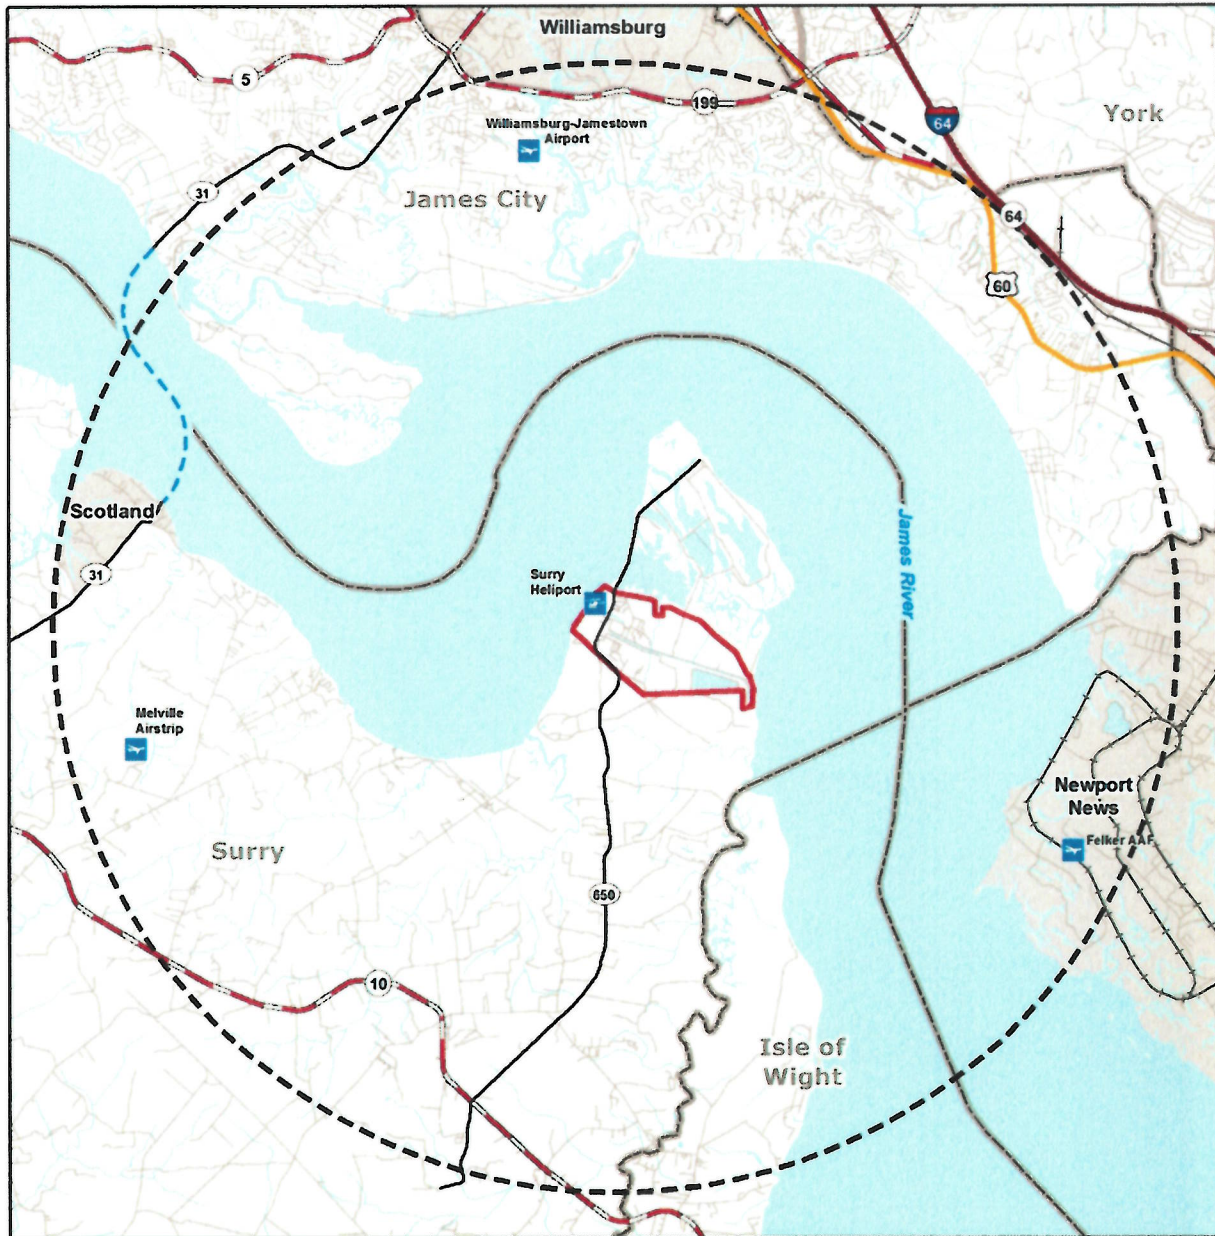 Williamsburg
5
199
64
York
Williamsburg-Jamestown
Airport
31
James City
64
60
Scotland
James River
31
Surry
Heliport
Melville
Airstrip
Newport
News
Felker AAF
Surry
650
10
Isle of
Wight